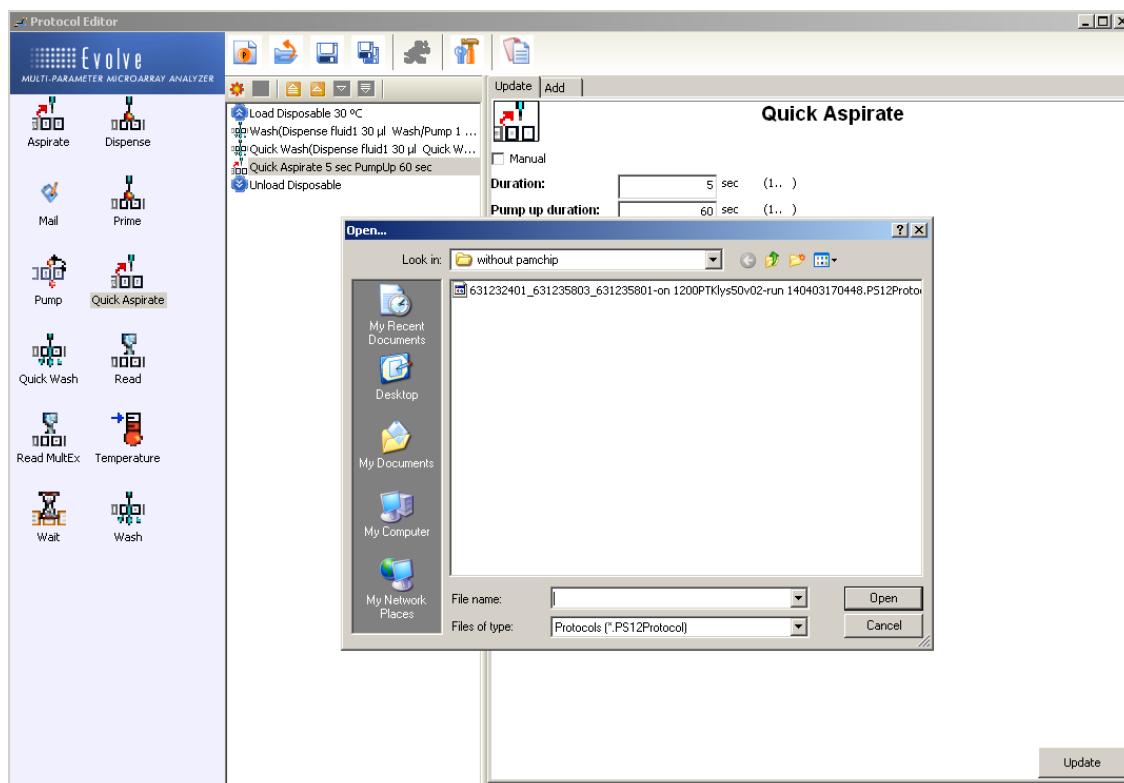 Protocol Editor
Evolve
MULTI-PARAMETER MICROARRAY ANALYZER
Aspirate
Dispense
Mail
Prime
Pump
Quick Aspirate
Quick Wash
Read
Read MultEx
Temperature
Wait
Wash
Load Disposable 30 ºC
Wash(Dispense fluid1 30 µl Wash/Pump 1 ...
Quick Wash(Dispense fluid1 30 µl Quick W...
Quick Aspirate 5 sec PumpUp 60 sec
Unload Disposable
Update Add
Quick Aspirate
Manual
Duration: 5 sec (1.. )
Pump up duration: 60 sec (1.. )
Open...
Look in: without pamchip
My Recent
Documents
Desktop
My Documents
My Computer
My Network
Places
631232401_631235803_631235801-on 1200PTKlys50v02-run 140403170448.PS12Proto
File name:
Open
Files of type: Protocols (*.PS12Protocol)
Cancel
Update